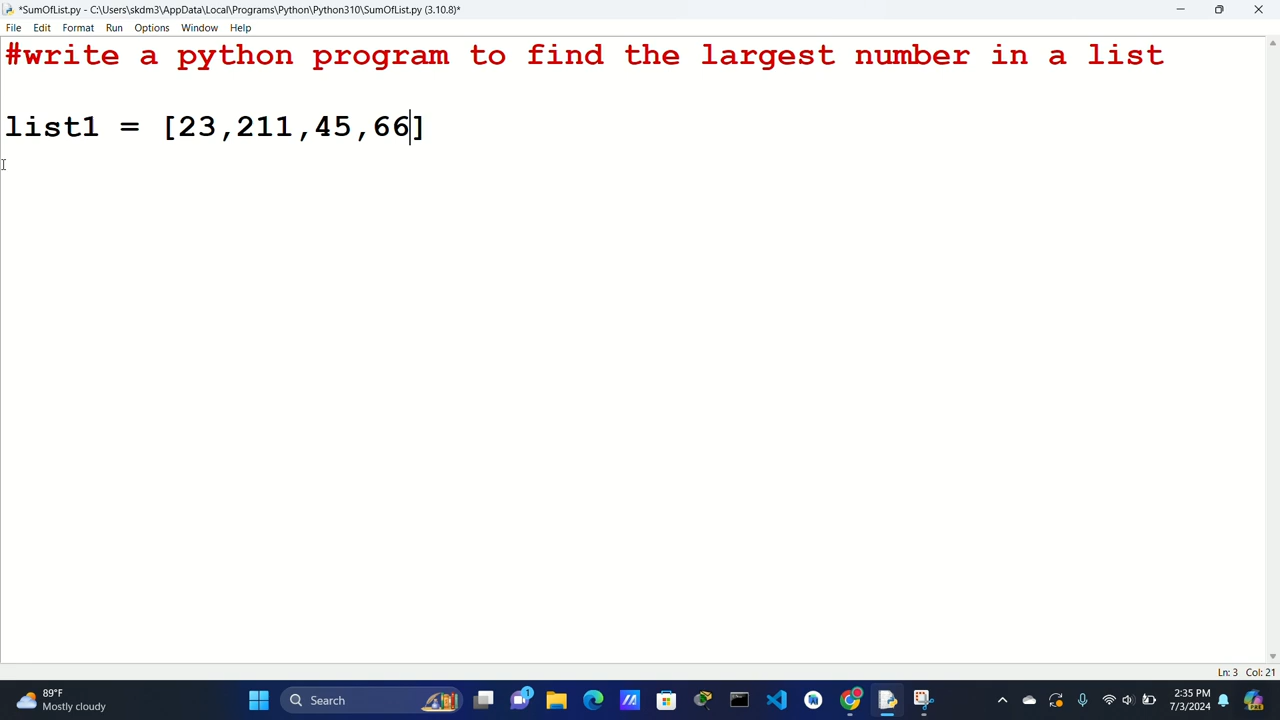 *SumOfList.py - C:\Users\skdm3\AppData\Local\Programs\Python\Python310\SumOfList.py (3.10.8)*
File Edit Format Run Options Window Help
#write a python program to find the largest number in a list
list1 = [23,211,45,66]
Ln: 3 Col: 21
89°F
Mostly cloudy
Search
1
2:35 PM
7/3/2024